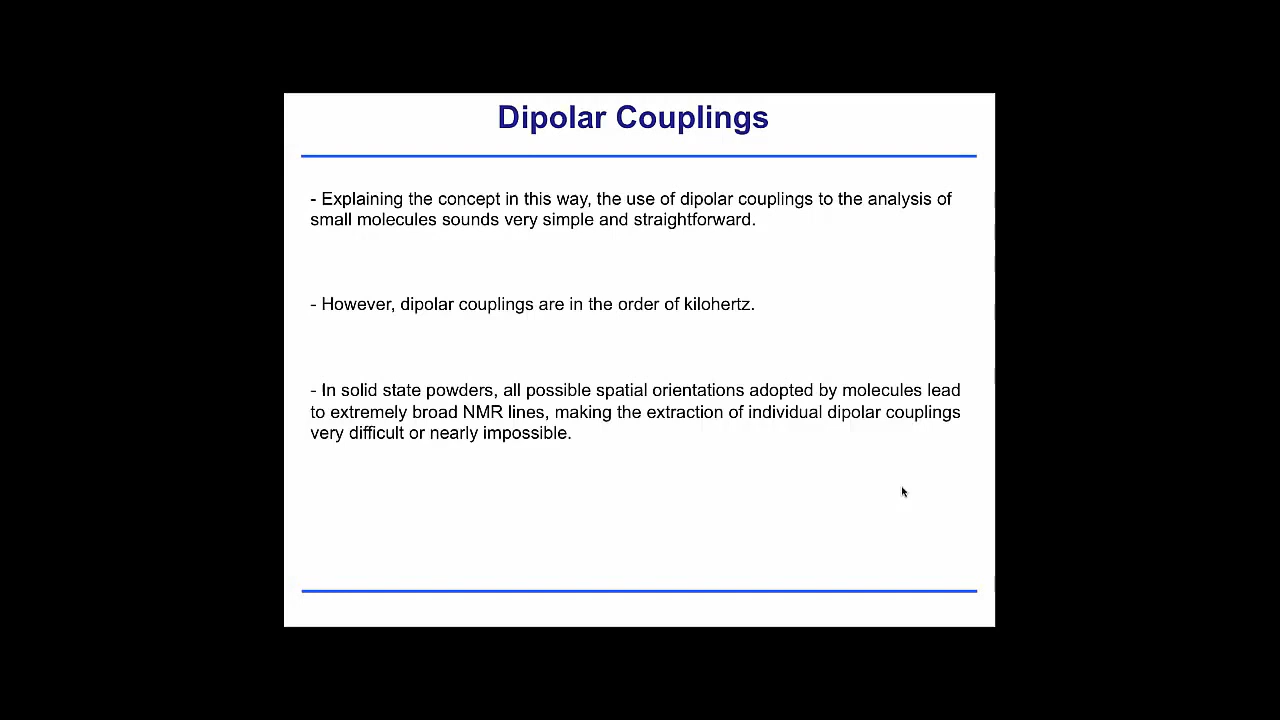 Dipolar Couplings
- Explaining the concept in this way, the use of dipolar couplings to the analysis of
small molecules sounds very simple and straightforward.
- However, dipolar couplings are in the order of kilohertz.
- In solid state powders, all possible spatial orientations adopted by molecules lead
to extremely broad NMR lines, making the extraction of individual dipolar couplings
very difficult or nearly impossible.